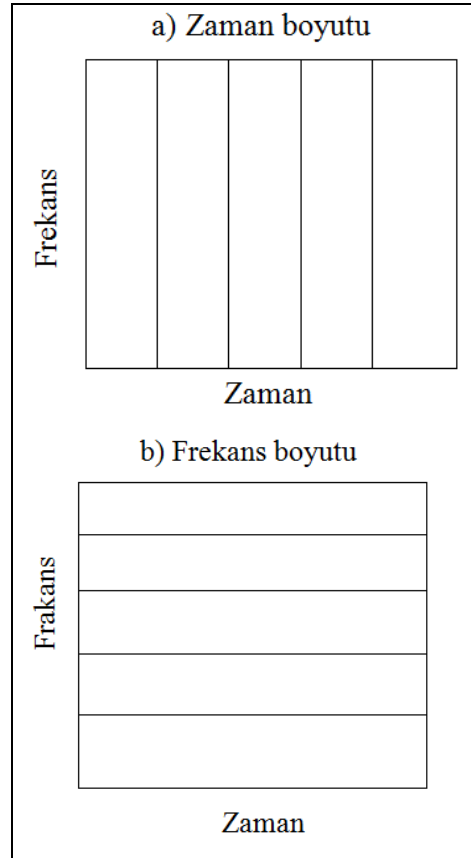 a) Zaman boyutu
Frekans
Zaman
b) Frekans boyutu
Frakans
Zaman